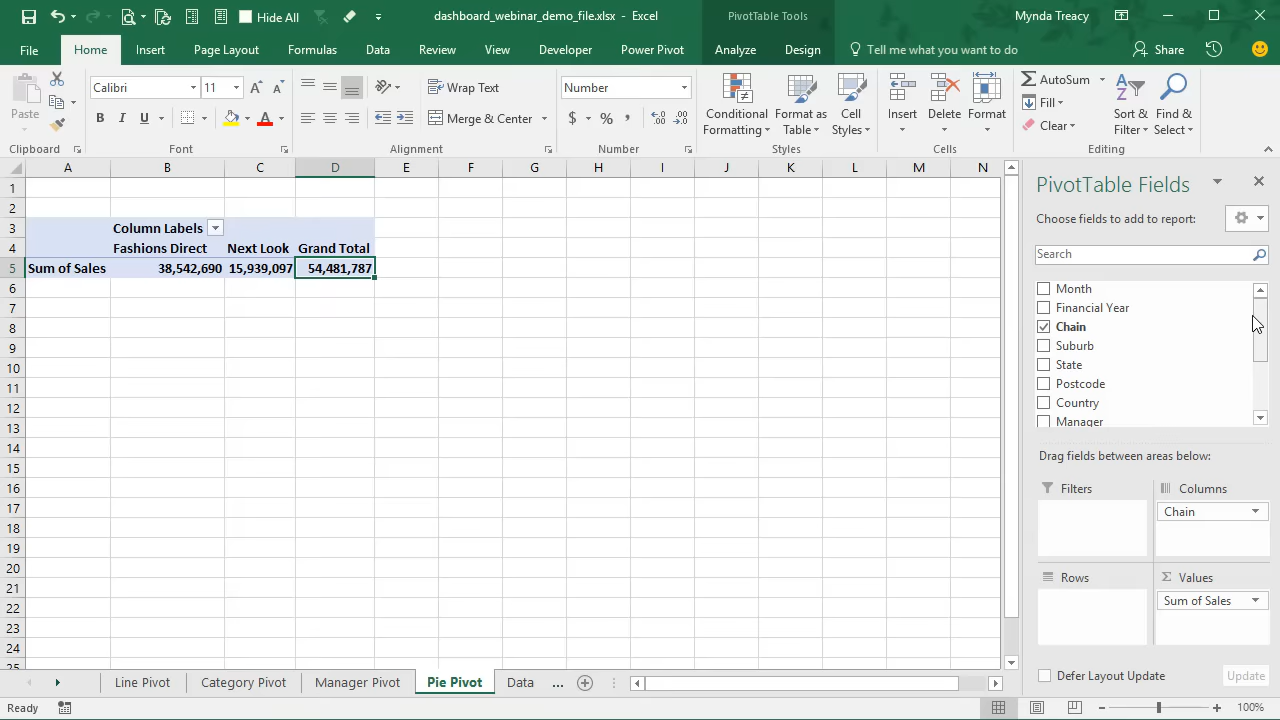 Hide All
dashboard_webinar_demo_file.xlsx - Excel
PivotTable Tools
Mynda Treacy
File
Home
Insert
Page Layout
Formulas
Data
Review
View
Developer
Power Pivot
Analyze
Design
Tell me what you want to do
Share
Paste
Clipboard
Calibri
11
B I U
A
Font
Wrap Text
Merge & Center
Alignment
Number
$ % ,
Number
Conditional Formatting
Format as Table
Cell Styles
Styles
Insert
Delete
Format
Cells
AutoSum
Fill
Clear
Sort & Filter
Find & Select
Editing
A B C D E F G H I J K L M N
1
2
3 Column Labels
4 Fashions Direct Next Look Grand Total
5 Sum of Sales 38,542,690 15,939,097 54,481,787
6
7
8
9
10
11
12
13
14
15
16
17
18
19
20
21
22
23
24
25
PivotTable Fields
Choose fields to add to report:
Search
Month
Financial Year
Chain
Suburb
State
Postcode
Country
Manager
Drag fields between areas below:
Filters
Columns
Chain
Rows
Σ Values
Sum of Sales
Defer Layout Update
Update
Line Pivot
Category Pivot
Manager Pivot
Pie Pivot
Data
...
Ready
100%